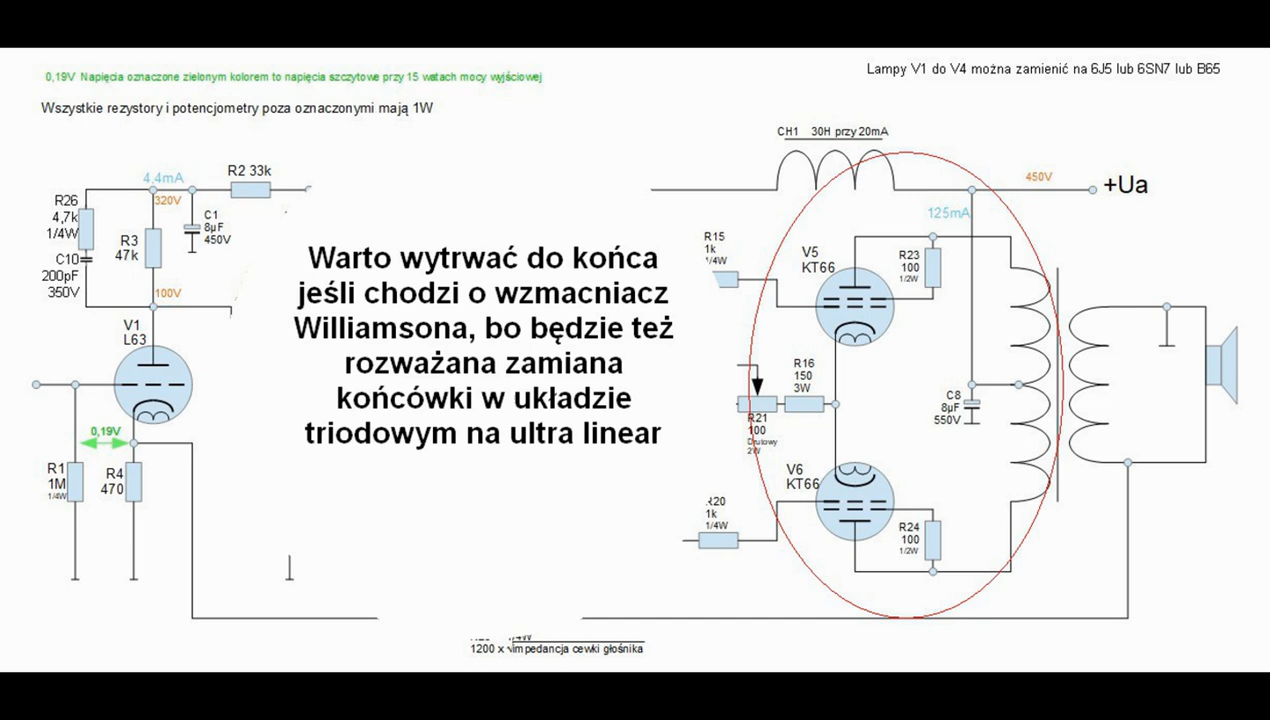 0,19V Napięcia oznaczone zielonym kolorem to napięcia szczytowe przy 15 watach mocy wyjściowej
Lampy V1 do V4 można zamienić na 6J5 lub 6SN7 lub B65
Wszystkie rezystory i potencjometry poza oznaczonymi mają 1W
CH1 30H przy 20mA
4,4mA
R2 33k
320V
R26
4,7k
1/4W
C10
200pF
350V
R3
47k
C1
8µF
450V
100V
V1
L63
0,19V
R1
1M
1/4W
R4
470
Warto wytrwać do końca
jeśli chodzi o wzmacniacz
Williamsona, bo będzie też
rozważana zamiana
końcówki w układzie
triodowym na ultra linear
450V
+Ua
125mA
R15
1k
1/4W
V5
KT66
R23
100
1/2W
R16
150
3W
R21
100
Drutowy
2W
C8
8µF
550V
V6
KT66
R20
1k
1/4W
R24
100
1/2W
1200 x √impedancja cewki głośnika